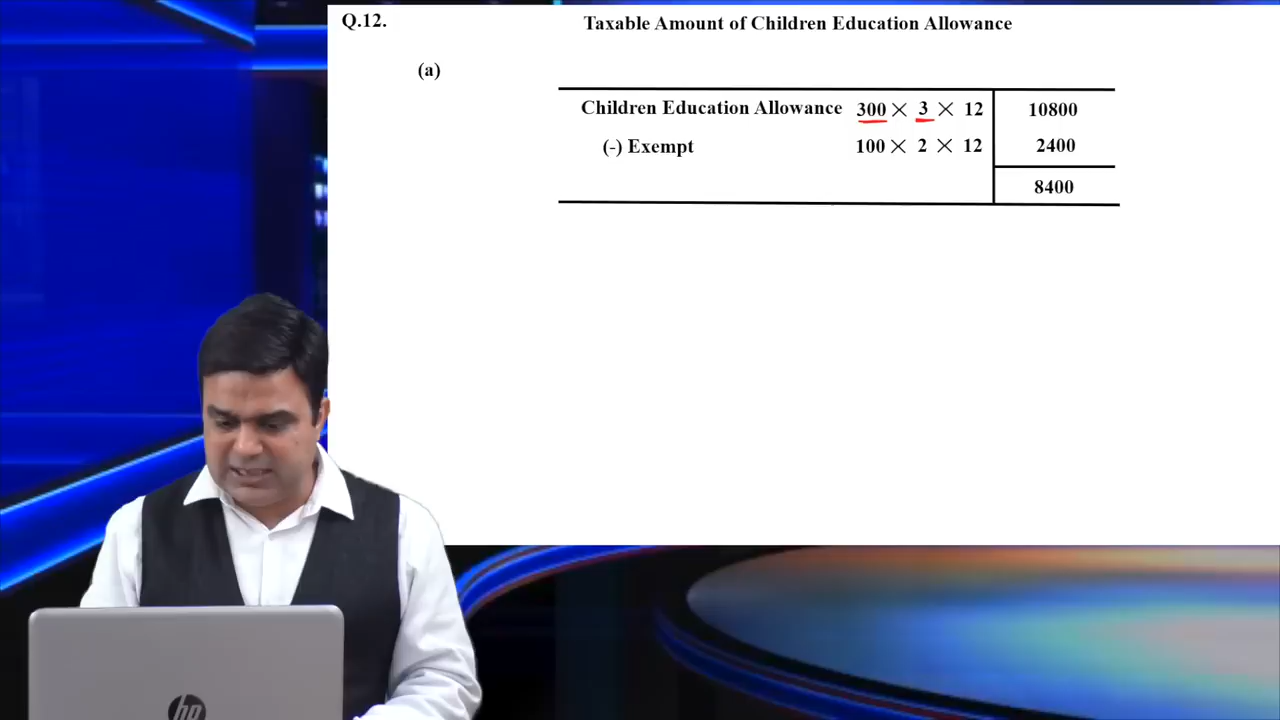 Q.12. Taxable Amount of Children Education Allowance
(a)
Children Education Allowance 300 × 3 × 12 10800
(-) Exempt 100 × 2 × 12 2400
8400
hp